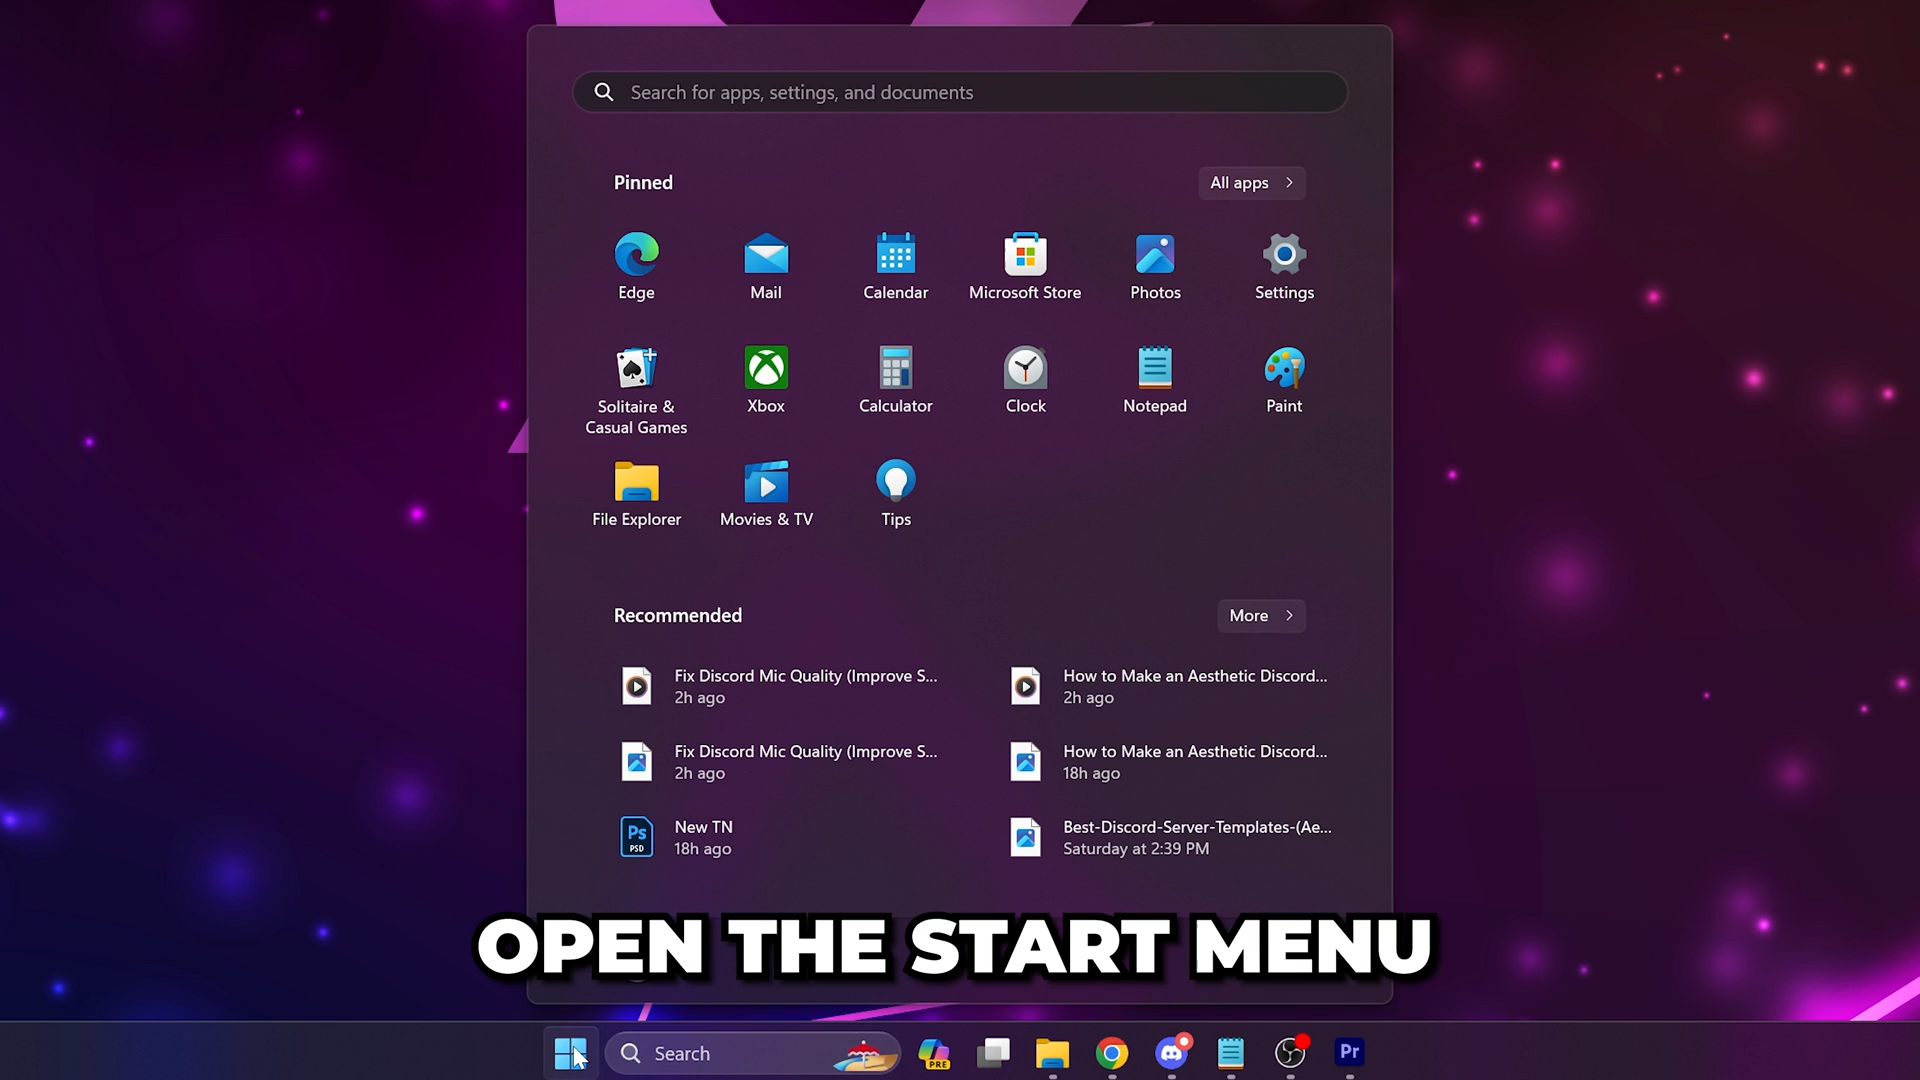 Search for apps, settings, and documents
Pinned
All apps
Edge
Mail
Calendar
Microsoft Store
Photos
Settings
Solitaire &
Casual Games
Xbox
Calculator
Clock
Notepad
Paint
File Explorer
Movies & TV
Tips
Recommended
More
Fix Discord Mic Quality (Improve S...
2h ago
How to Make an Aesthetic Discord...
2h ago
Fix Discord Mic Quality (Improve S...
2h ago
How to Make an Aesthetic Discord...
18h ago
Ps
PSD
New TN
18h ago
Best-Discord-Server-Templates-(Ae...
Saturday at 2:39 PM
OPEN THE START MENU
Search
PRE
Pr